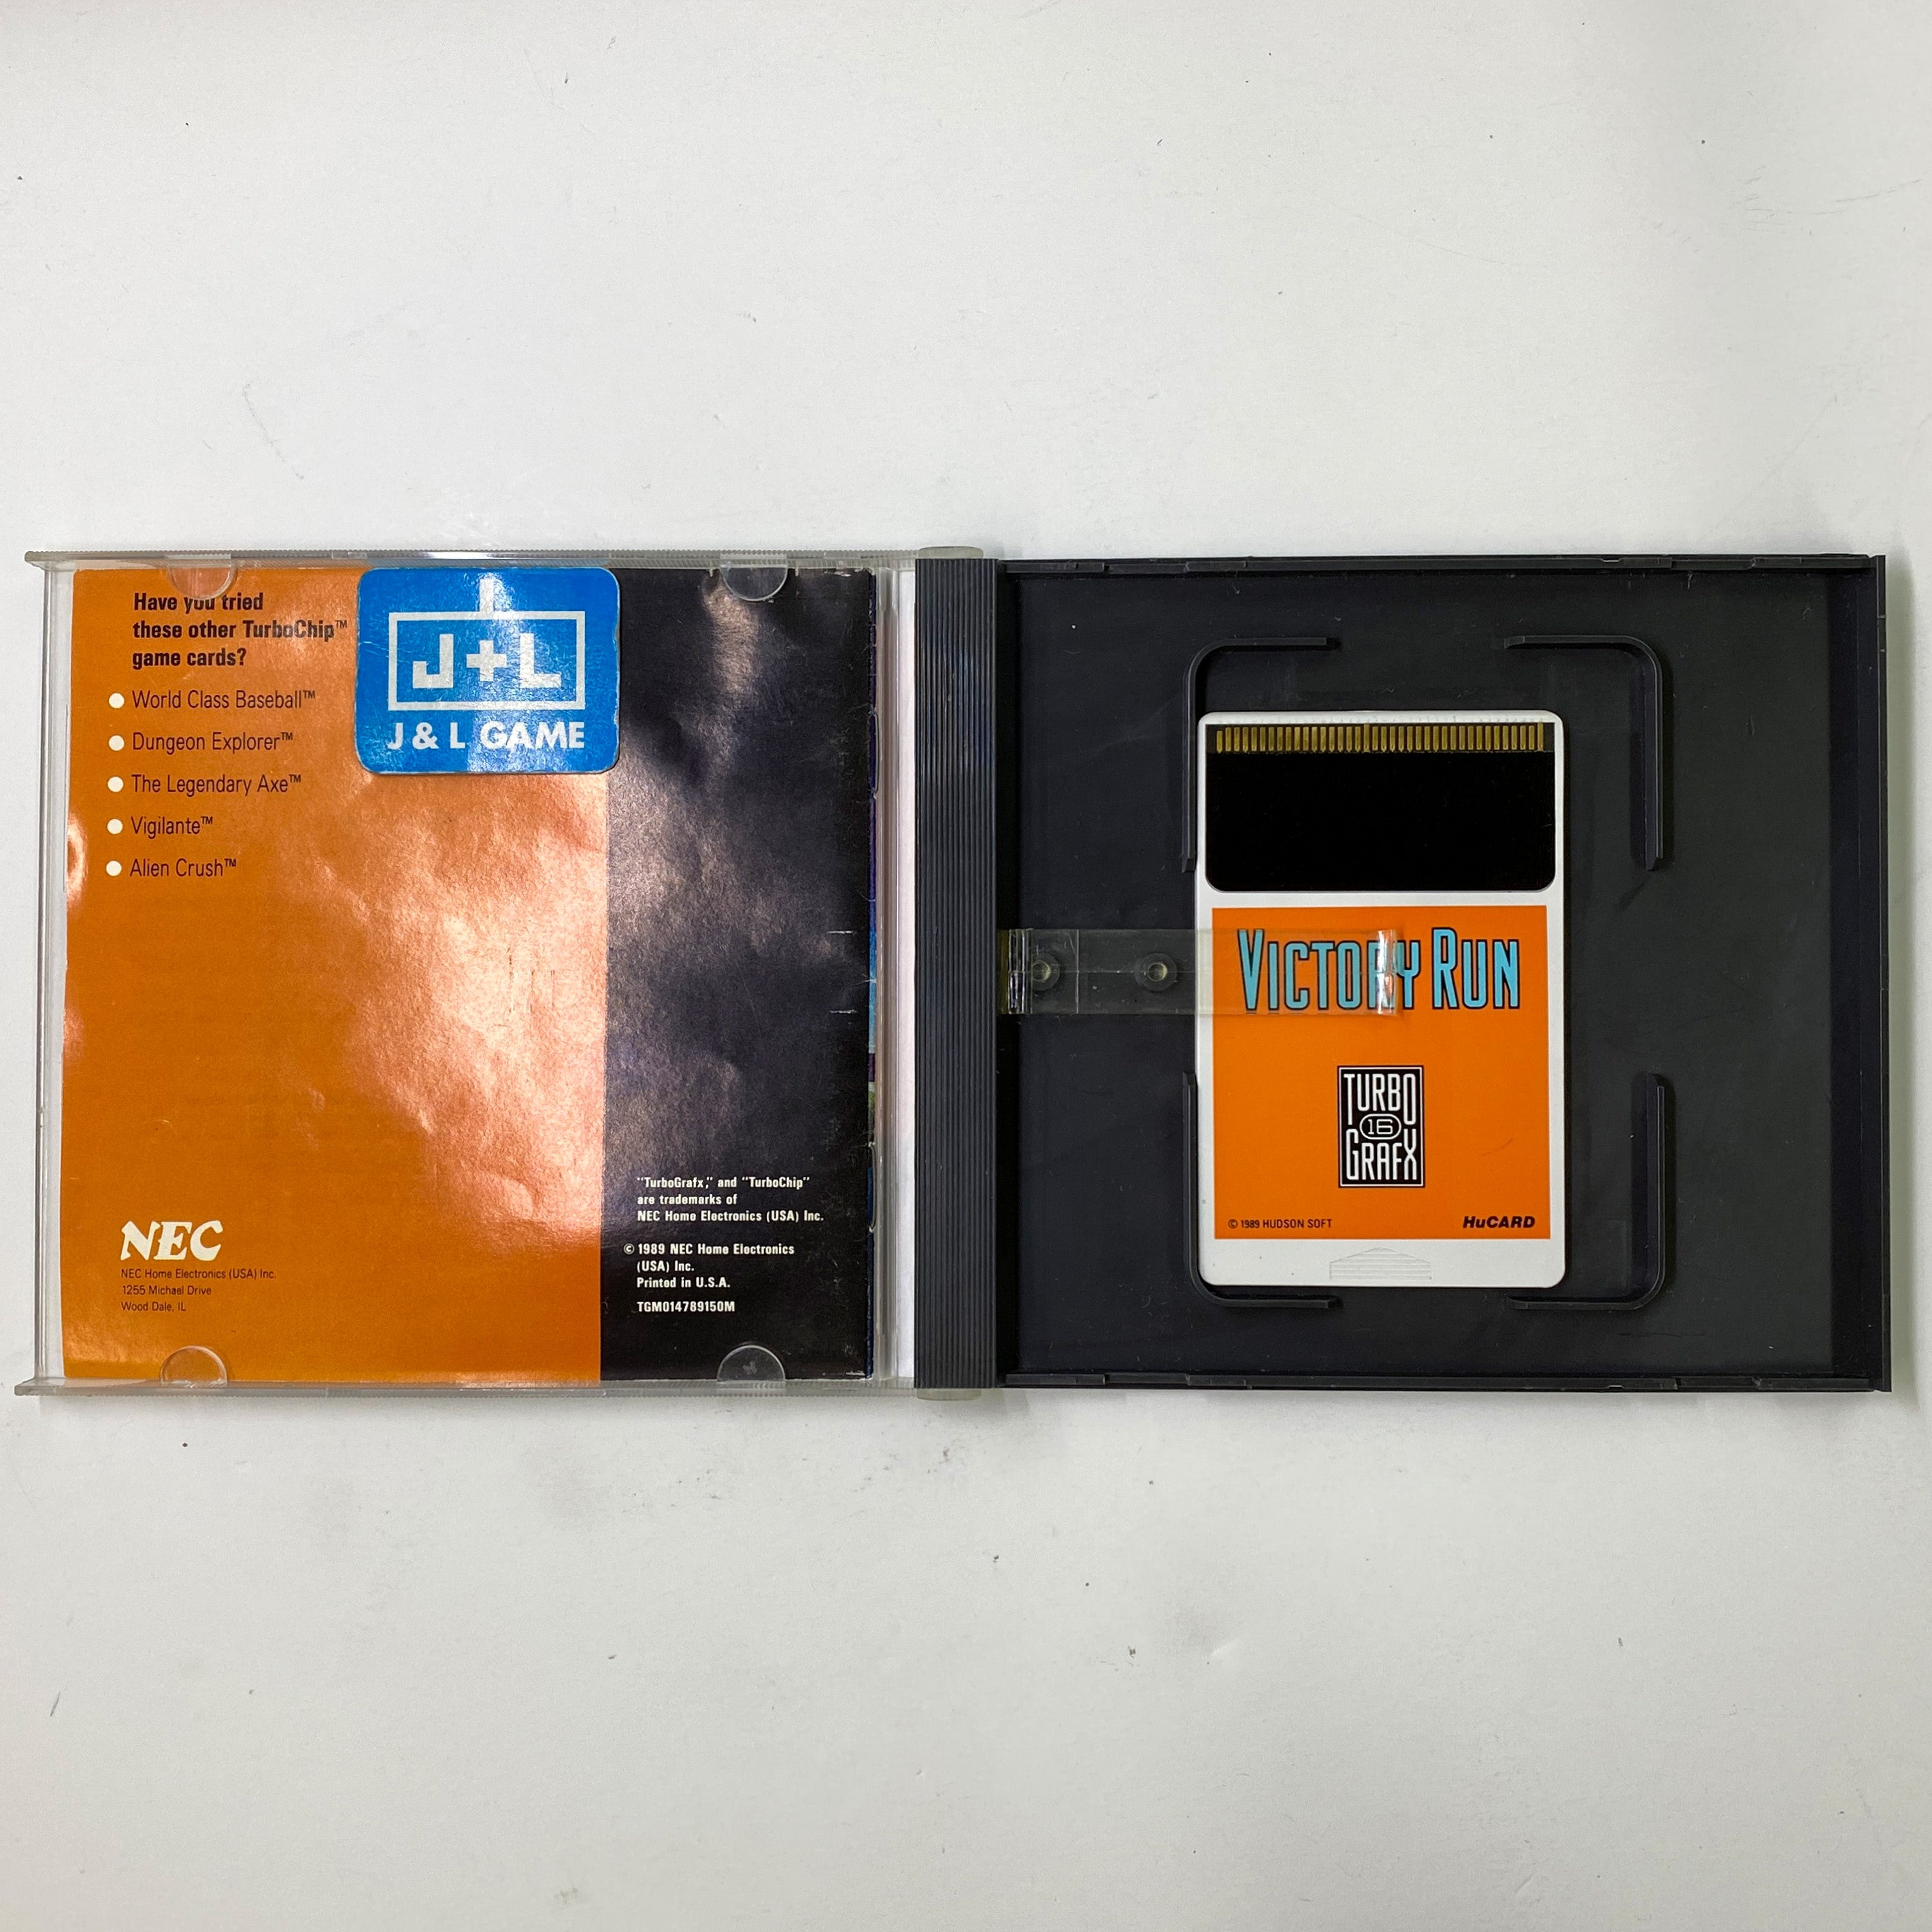 Have you tried
these other TurboChip™
game cards?
World Class Baseball™
Dungeon Explorer™
The Legendary Axe™
Vigilante™
Alien Crush™
J+L
J & L GAME
NEC
NEC Home Electronics (USA) Inc.
1255 Michael Drive
Wood Dale, IL
"TurboGrafx," and "TurboChip"
are trademarks of
NEC Home Electronics (USA) Inc.
© 1989 NEC Home Electronics
(USA) Inc.
Printed in U.S.A.
TGM014789150M
VICTORY RUN
TURBO
16
GRAFX
© 1989 HUDSON SOFT
HuCARD